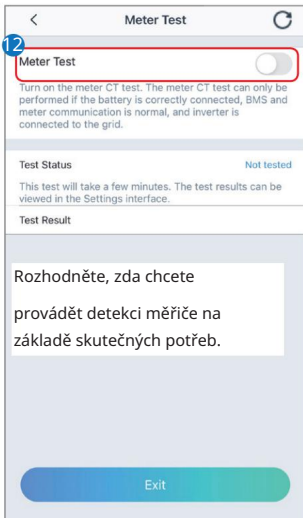 Meter Test
12
Meter Test
Turn on the meter CT test. The meter CT test can only be
performed if the battery is correctly connected, BMS and
meter communication is normal, and inverter is
connected to the grid.
Test Status Not tested
This test will take a few minutes. The test results can be
viewed in the Settings interface.
Test Result
Rozhodněte, zda chcete
provádět detekci měřiče na
základě skutečných potřeb.
Exit